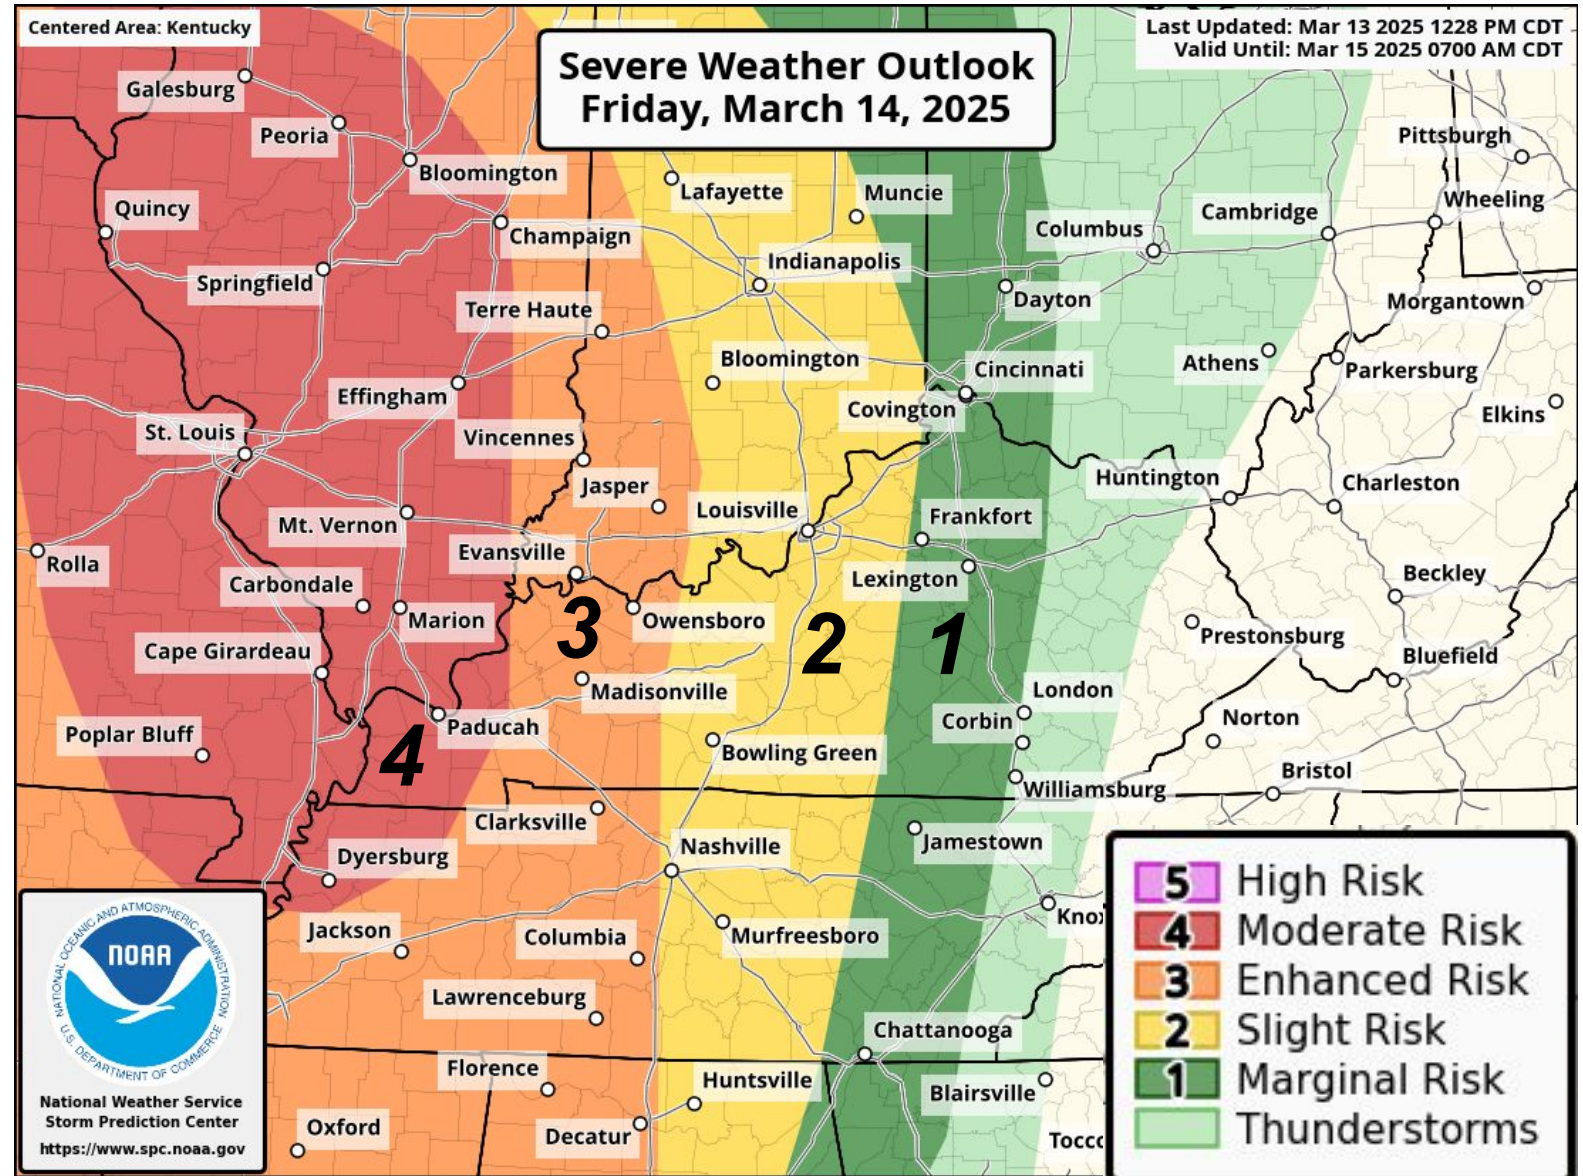 Centered Area: Kentucky
Severe Weather Outlook
Friday, March 14, 2025
Last Updated: Mar 13 2025 1228 PM CDT
Valid Until: Mar 15 2025 0700 AM CDT
Galesburg
Peoria
Bloomington
Pittsburgh
Quincy
Lafayette
Muncie
Wheeling
Champaign
Columbus
Cambridge
Springfield
Indianapolis
Terre Haute
Dayton
Morgantown
Effingham
Bloomington
Cincinnati
Athens
Parkersburg
St. Louis
Vincennes
Covington
Elkins
Jasper
Huntington
Charleston
Mt. Vernon
Louisville
Frankfort
Rolla
Evansville
Lexington
Beckley
Carbondale
Marion
3
Owensboro
2
1
Prestonsburg
Cape Girardeau
Bluefield
Madisonville
London
Poplar Bluff
4
Paducah
Bowling Green
Corbin
Norton
Williamsburg
Bristol
Clarksville
Dyersburg
Nashville
Jamestown
Jackson
Columbia
Murfreesboro
Knox
Lawrenceburg
Chattanooga
Florence
Huntsville
Blairsville
Oxford
Decatur
Tocco
NATIONAL OCEANIC AND ATMOSPHERIC ADMINISTRATION
NOAA
U.S. DEPARTMENT OF COMMERCE
National Weather Service
Storm Prediction Center
https://www.spc.noaa.gov
5 High Risk
4 Moderate Risk
3 Enhanced Risk
2 Slight Risk
1 Marginal Risk
Thunderstorms